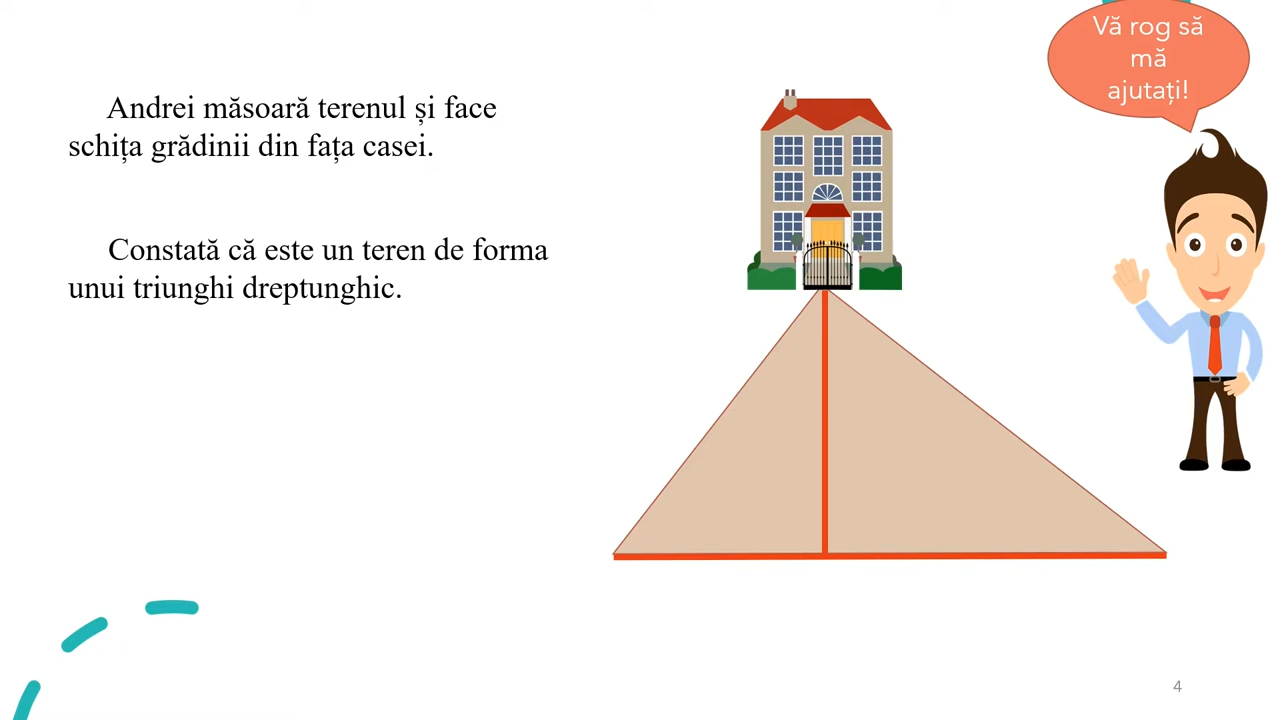 Vă rog să
mă
ajutați!
Andrei măsoară terenul și face
schița grădinii din fața casei.
Constată că este un teren de forma
unui triunghi dreptunghic.
4